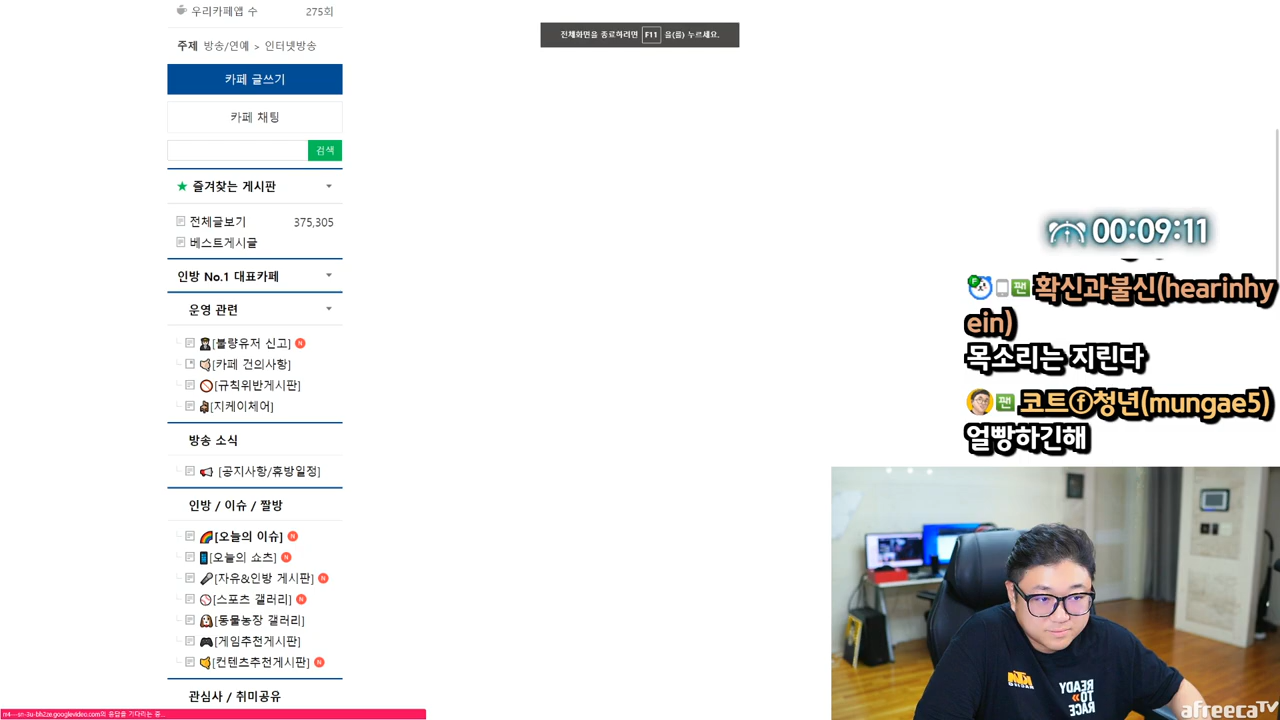 우리카페앱 수 275회
주제 방송/연예 > 인터넷방송
카페 글쓰기
카페 채팅
검색
★ 즐겨찾는 게시판
전체글보기 375,305
베스트게시글
인방 No.1 대표카페
운영 관련
[불량유저 신고] N
[카페 건의사항]
[규칙위반게시판]
[지케이체어]
방송 소식
[공지사항/휴방일정]
인방 / 이슈 / 짤방
[오늘의 이슈] N
[오늘의 쇼츠] N
[자유&인방 게시판] N
[스포츠 갤러리] N
[동물농장 갤러리]
[게임추천게시판]
[컨텐츠추천게시판] N
관심사 / 취미공유
전체화면을 종료하려면 F11 을(를) 누르세요.
00:09:11
F 팬 확신과불신(hearinhy
ein)
목소리는 지린다
팬 코트ⓕ청년(mungae5)
얼빵하긴해
KTM
RACING
READY
TO
RACE
afreecaTV